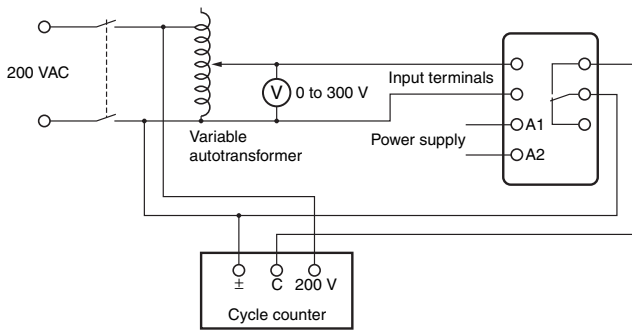 200 VAC
V
0 to 300 V
Variable
autotransformer
Input terminals
Power supply
A1
A2
± C 200 V
Cycle counter